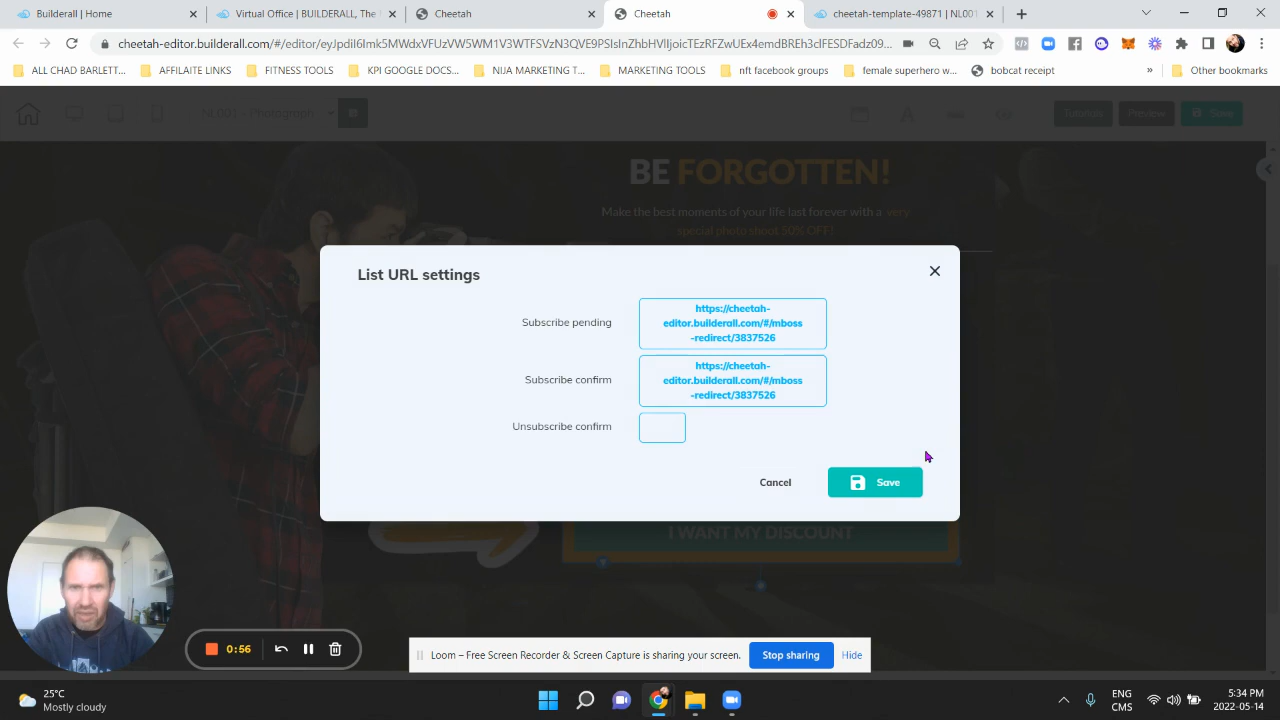 Builderall | Home
Virtual Office | BUILDERALL, The
Cheetah
Cheetah
cheetah-template-49871 | NL001
cheetah-editor.builderall.com/#/editor/eyJpdiI6Imk5MWdxYzFUzVW5WM1V3WTEvZzN3QVE9PSIsInZhbHVlIjoicTEzRFZwUEx4emdBREh3cIFESDFadz09...
ALL CHAD BARLETT...
AFFILAITE LINKS
FITNESS TOOLS
KPI GOOGLE DOCS...
NIJA MARKETING T...
MARKETING TOOLS
nft facebook groups
female superhero w...
bobcat receipt
»
Other bookmarks
NL001 - Photograph
Tutorials
Preview
Save
BE FORGOTTEN!
Make the best moments of your life last forever with a very
special photo shoot 50% OFF!
List URL settings
Subscribe pending
https://cheetah-
editor.builderall.com/#/mboss
-redirect/3837526
Subscribe confirm
https://cheetah-
editor.builderall.com/#/mboss
-redirect/3837526
Unsubscribe confirm
Cancel
Save
I WANT MY DISCOUNT
0:56
Loom – Free Screen Recorder & Screen Capture is sharing your screen.
Stop sharing
Hide
25°C
Mostly cloudy
ENG
CMS
5:34 PM
2022-05-14